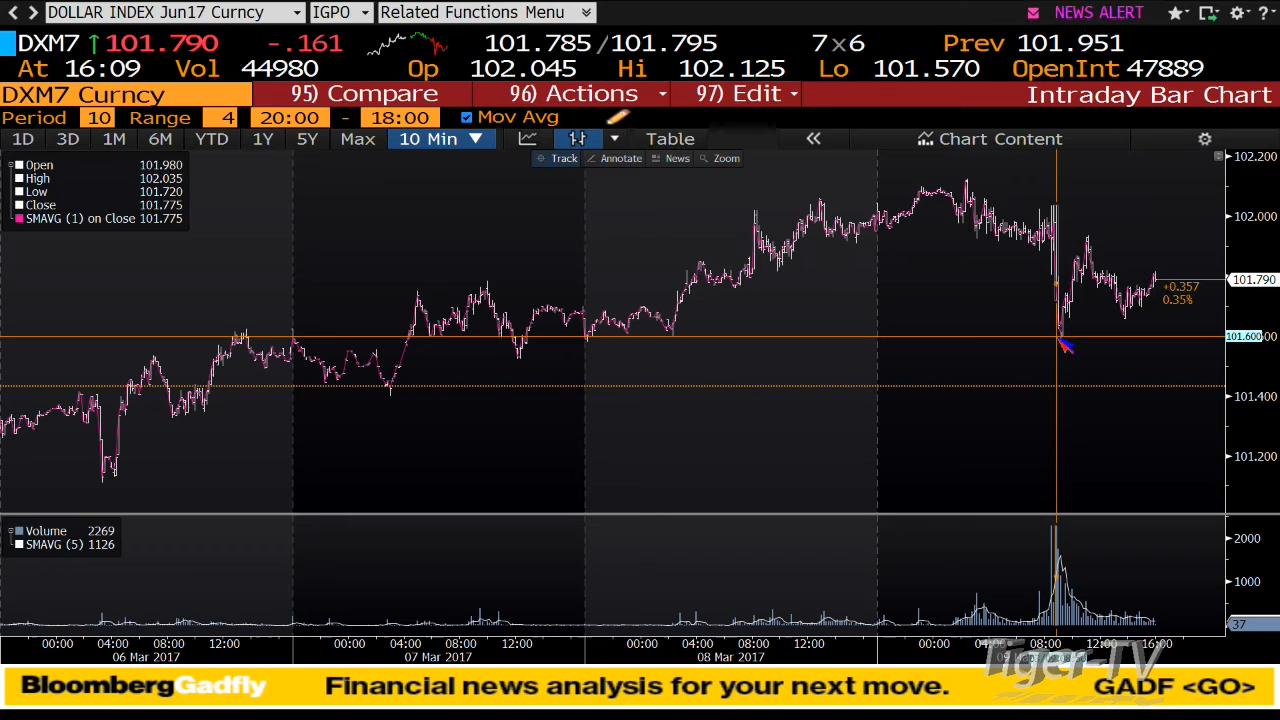 DOLLAR INDEX Jun17 Curncy IGPO Related Functions Menu NEWS ALERT ?
DXM7 ↑ 101.790 -.161 101.785/101.795 7×6 Prev 101.951
At 16:09 Vol 44980 Op 102.045 Hi 102.125 Lo 101.570 OpenInt 47889
DXM7 Curncy 95) Compare 96) Actions 97) Edit Intraday Bar Chart
Period 10 Range 4 20:00 - 18:00 Mov Avg
1D 3D 1M 6M YTD 1Y 5Y Max 10 Min ▼ Table « Chart Content
Track Annotate News Zoom
Open 101.980
High 102.035
Low 101.720
Close 101.775
SMAVG (1) on Close 101.775
102.200
102.000
101.790
+0.357
0.35%
101.600
101.400
101.200
Volume 2269
SMAVG (5) 1126
2000
1000
37
00:00 04:00 08:00 12:00 00:00 04:00 08:00 12:00 00:00 04:00 08:00 12:00 00:00 04:00 08:00 12:00 16:00
06 Mar 2017 07 Mar 2017 08 Mar 2017
Tiger-TV
BloombergGadfly Financial news analysis for your next move. GADF <GO>